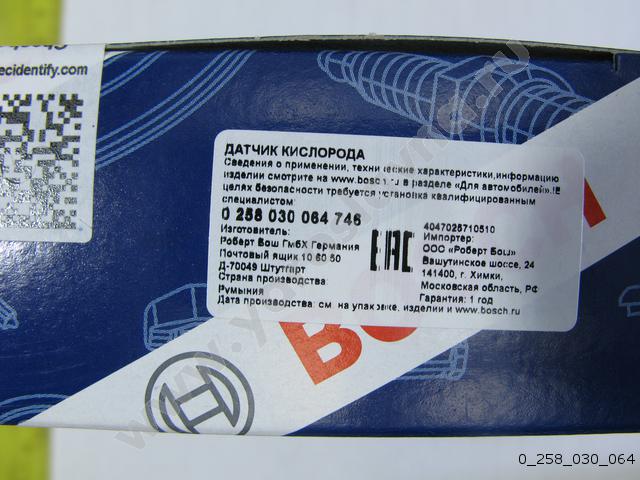 ecidentify.com
ДАТЧИК КИСЛОРОДА
Сведения о применении, технические характеристики,информацию
изделии смотрите на www.bosch.ru в разделе «Для автомобилей».
целях безопасности требуется установка квалифицированным
специалистом:
0 258 030 064 746
Изготовитель:
Роберт Бош ГмбХ Германия
Почтовый ящик 10 60 50
Д-70049 Штутгарт
Страна производства:
Румыния
Дата производства: см. на упаковке, изделии и www.bosch.ru
EAC
4047025710510
Импортер:
ООО «Роберт Бош»
Вашутинское шоссе, 24
141400, г. Химки,
Московская область, РФ
Гарантия: 1 год
0_258_030_064